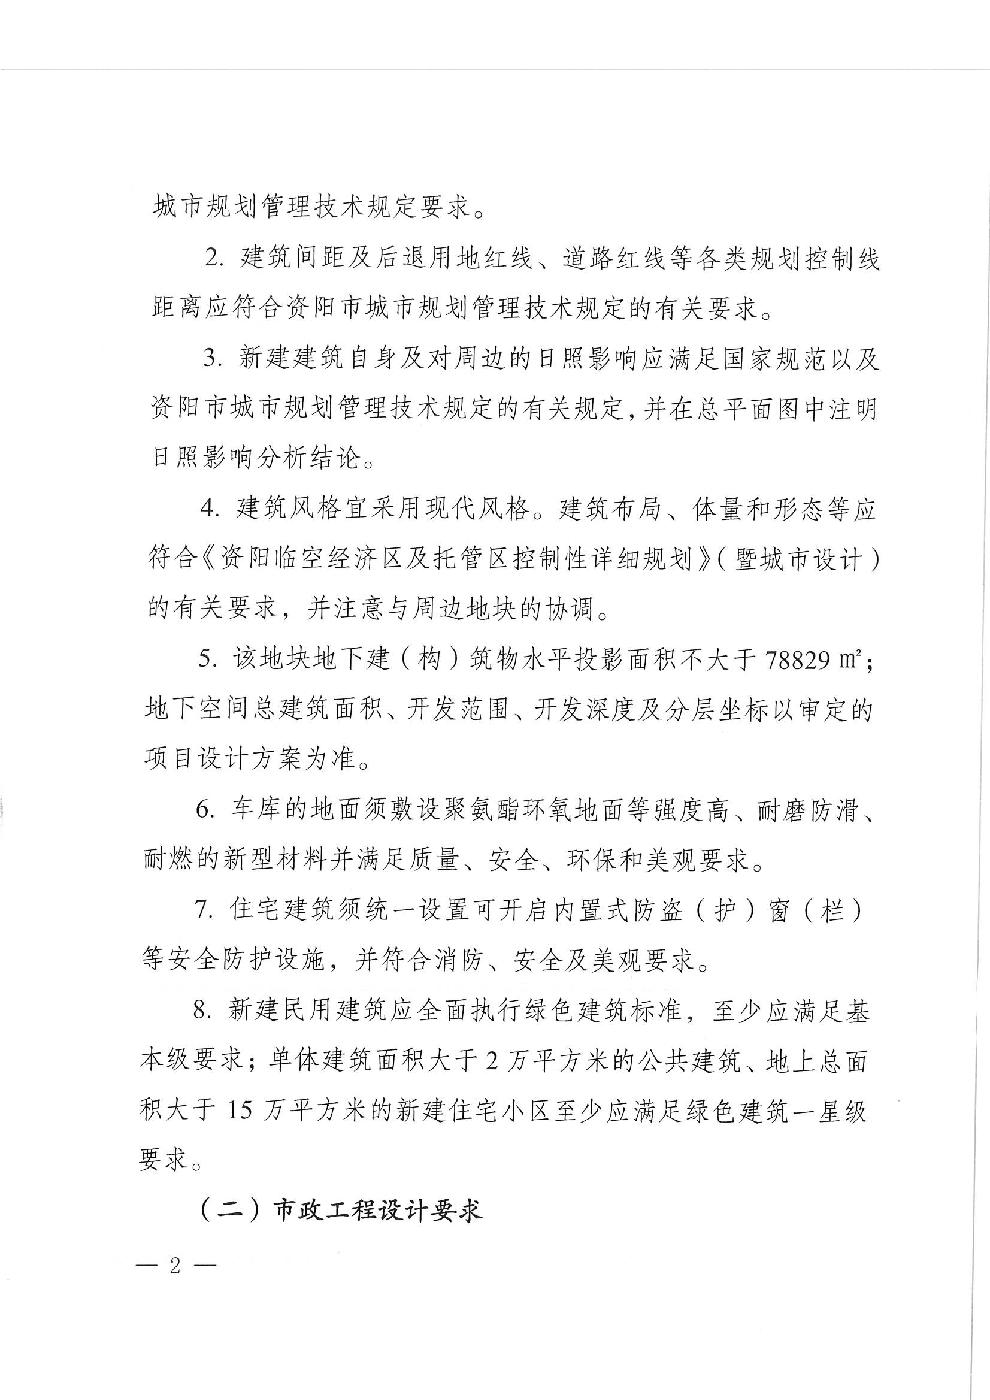 城市规划管理技术规定要求。
2. 建筑间距及后退用地红线、道路红线等各类规划控制线
距离应符合资阳市城市规划管理技术规定的有关要求。
3. 新建建筑自身及对周边的日照影响应满足国家规范以及
资阳市城市规划管理技术规定的有关规定，并在总平面图中注明
日照影响分析结论。
4. 建筑风格宜采用现代风格。建筑布局、体量和形态等应
符合《资阳临空经济区及托管区控制性详细规划》（暨城市设计）
的有关要求，并注意与周边地块的协调。
5. 该地块地下建（构）筑物水平投影面积不大于 78829 ㎡；
地下空间总建筑面积、开发范围、开发深度及分层坐标以审定的
项目设计方案为准。
6. 车库的地面须敷设聚氨酯环氧地面等强度高、耐磨防滑、
耐燃的新型材料并满足质量、安全、环保和美观要求。
7. 住宅建筑须统一设置可开启内置式防盗（护）窗（栏）
等安全防护设施，并符合消防、安全及美观要求。
8. 新建民用建筑应全面执行绿色建筑标准，至少应满足基
本级要求；单体建筑面积大于 2 万平方米的公共建筑、地上总面
积大于 15 万平方米的新建住宅小区至少应满足绿色建筑一星级
要求。
（二）市政工程设计要求
— 2 —